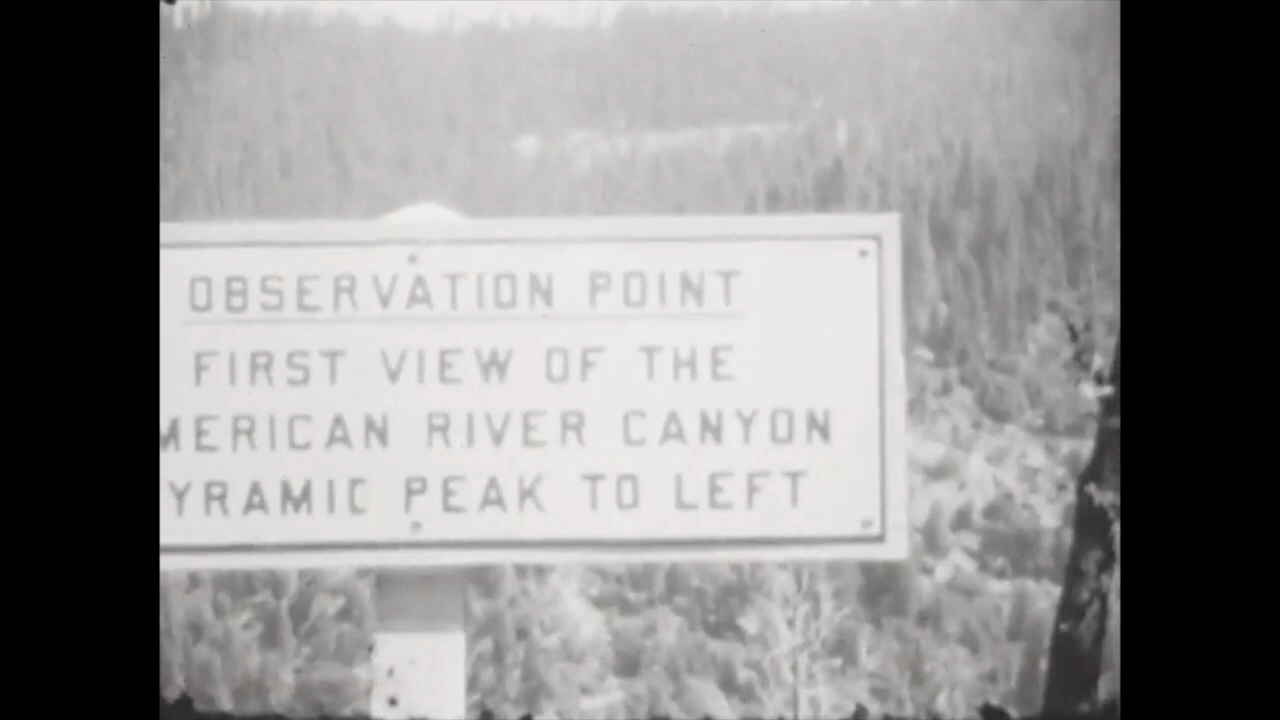 OBSERVATION POINT
FIRST VIEW OF THE
MERICAN RIVER CANYON
YRAMID PEAK TO LEFT